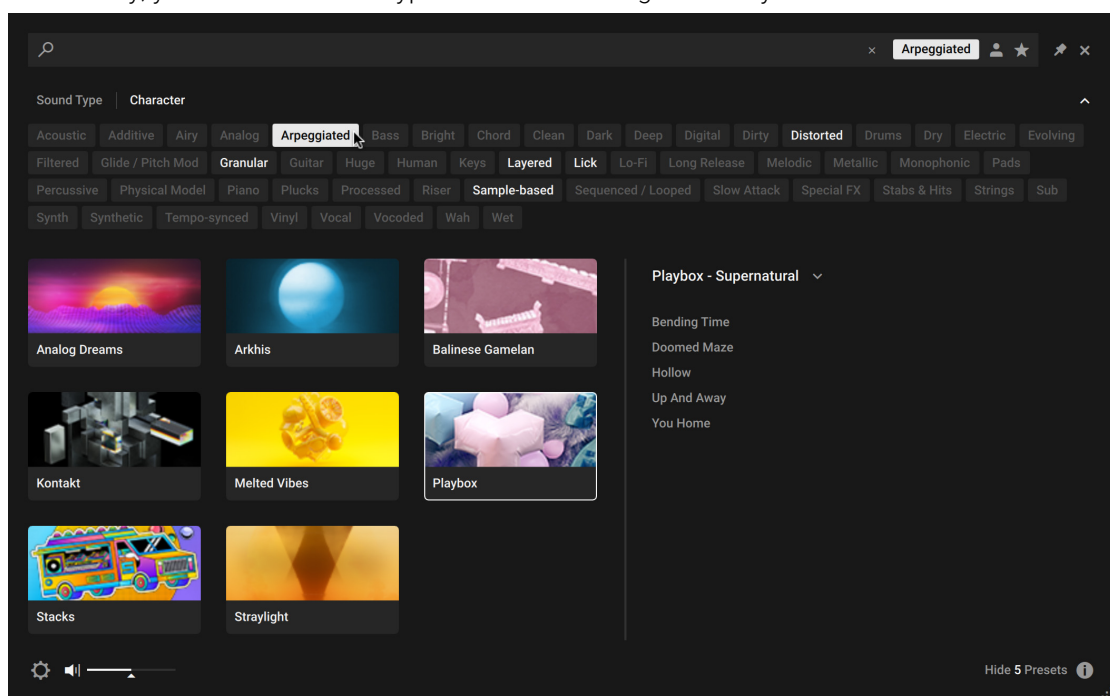 Arpeggiated
Sound Type Character
Acoustic Additive Airy Analog Arpeggiated Bass Bright Chord Clean Dark Deep Digital Dirty Distorted Drums Dry Electric Evolving
Filtered Glide / Pitch Mod Granular Guitar Huge Human Keys Layered Lick Lo-Fi Long Release Melodic Metallic Monophonic Pads
Percussive Physical Model Piano Plucks Processed Riser Sample-based Sequenced / Looped Slow Attack Special FX Stabs & Hits Strings Sub
Synth Synthetic Tempo-synced Vinyl Vocal Vocoded Wah Wet
Playbox - Supernatural
Bending Time
Doomed Maze
Hollow
Up And Away
You Home
Analog Dreams Arkhis Balinese Gamelan
Kontakt Melted Vibes Playbox
Stacks Straylight
Hide 5 Presets